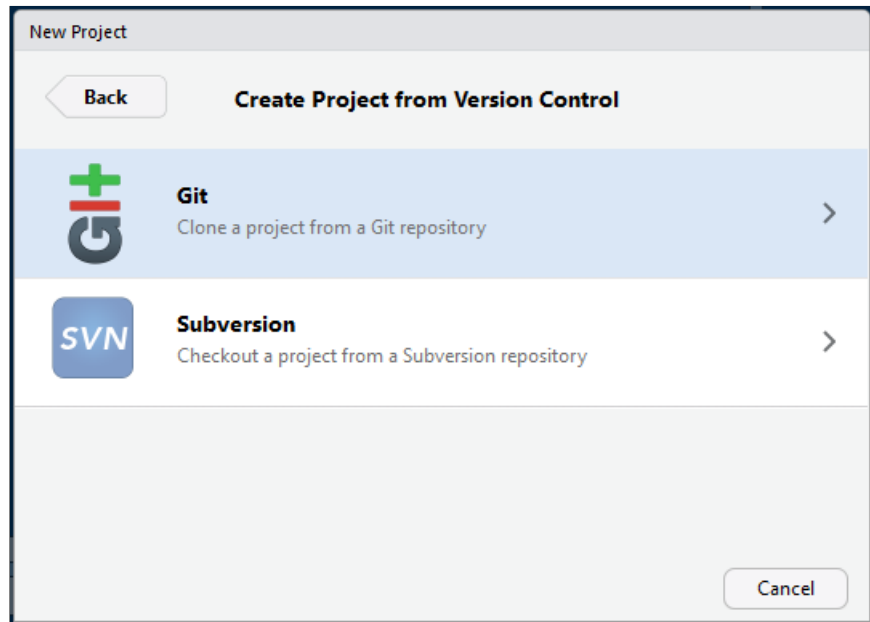 New Project
Back
Create Project from Version Control
git
Git
Clone a project from a Git repository
SVN
Subversion
Checkout a project from a Subversion repository
Cancel